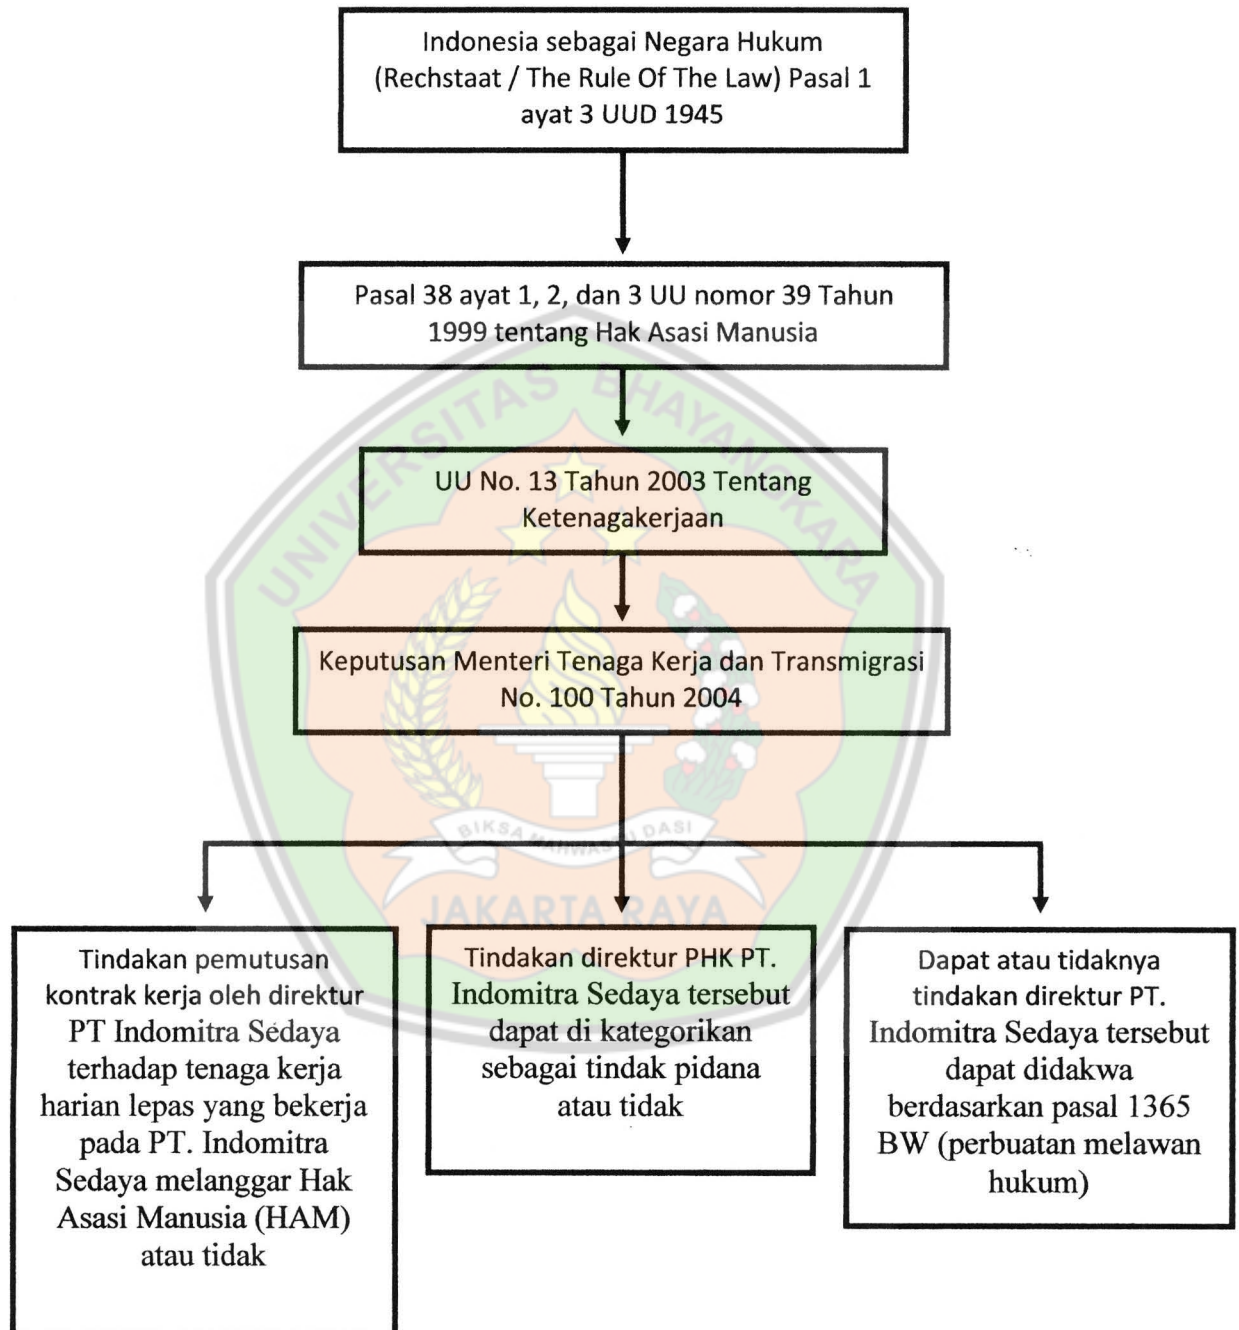 Indonesia sebagai Negara Hukum
(Rechstaat / The Rule Of The Law) Pasal 1
ayat 3 UUD 1945
Pasal 38 ayat 1, 2, dan 3 UU nomor 39 Tahun
1999 tentang Hak Asasi Manusia
UNIVERSITAS BHAYANGKARA
UU No. 13 Tahun 2003 Tentang
Ketenagakerjaan
Keputusan Menteri Tenaga Kerja dan Transmigrasi
No. 100 Tahun 2004
BIKSA MAHWASTU DASI
JAKARTA RAYA
Tindakan pemutusan
kontrak kerja oleh direktur
PT Indomitra Sedaya
terhadap tenaga kerja
harian lepas yang bekerja
pada PT. Indomitra
Sedaya melanggar Hak
Asasi Manusia (HAM)
atau tidak
Tindakan direktur PHK PT.
Indomitra Sedaya tersebut
dapat di kategorikan
sebagai tindak pidana
atau tidak
Dapat atau tidaknya
tindakan direktur PT.
Indomitra Sedaya tersebut
dapat didakwa
berdasarkan pasal 1365
BW (perbuatan melawan
hukum)